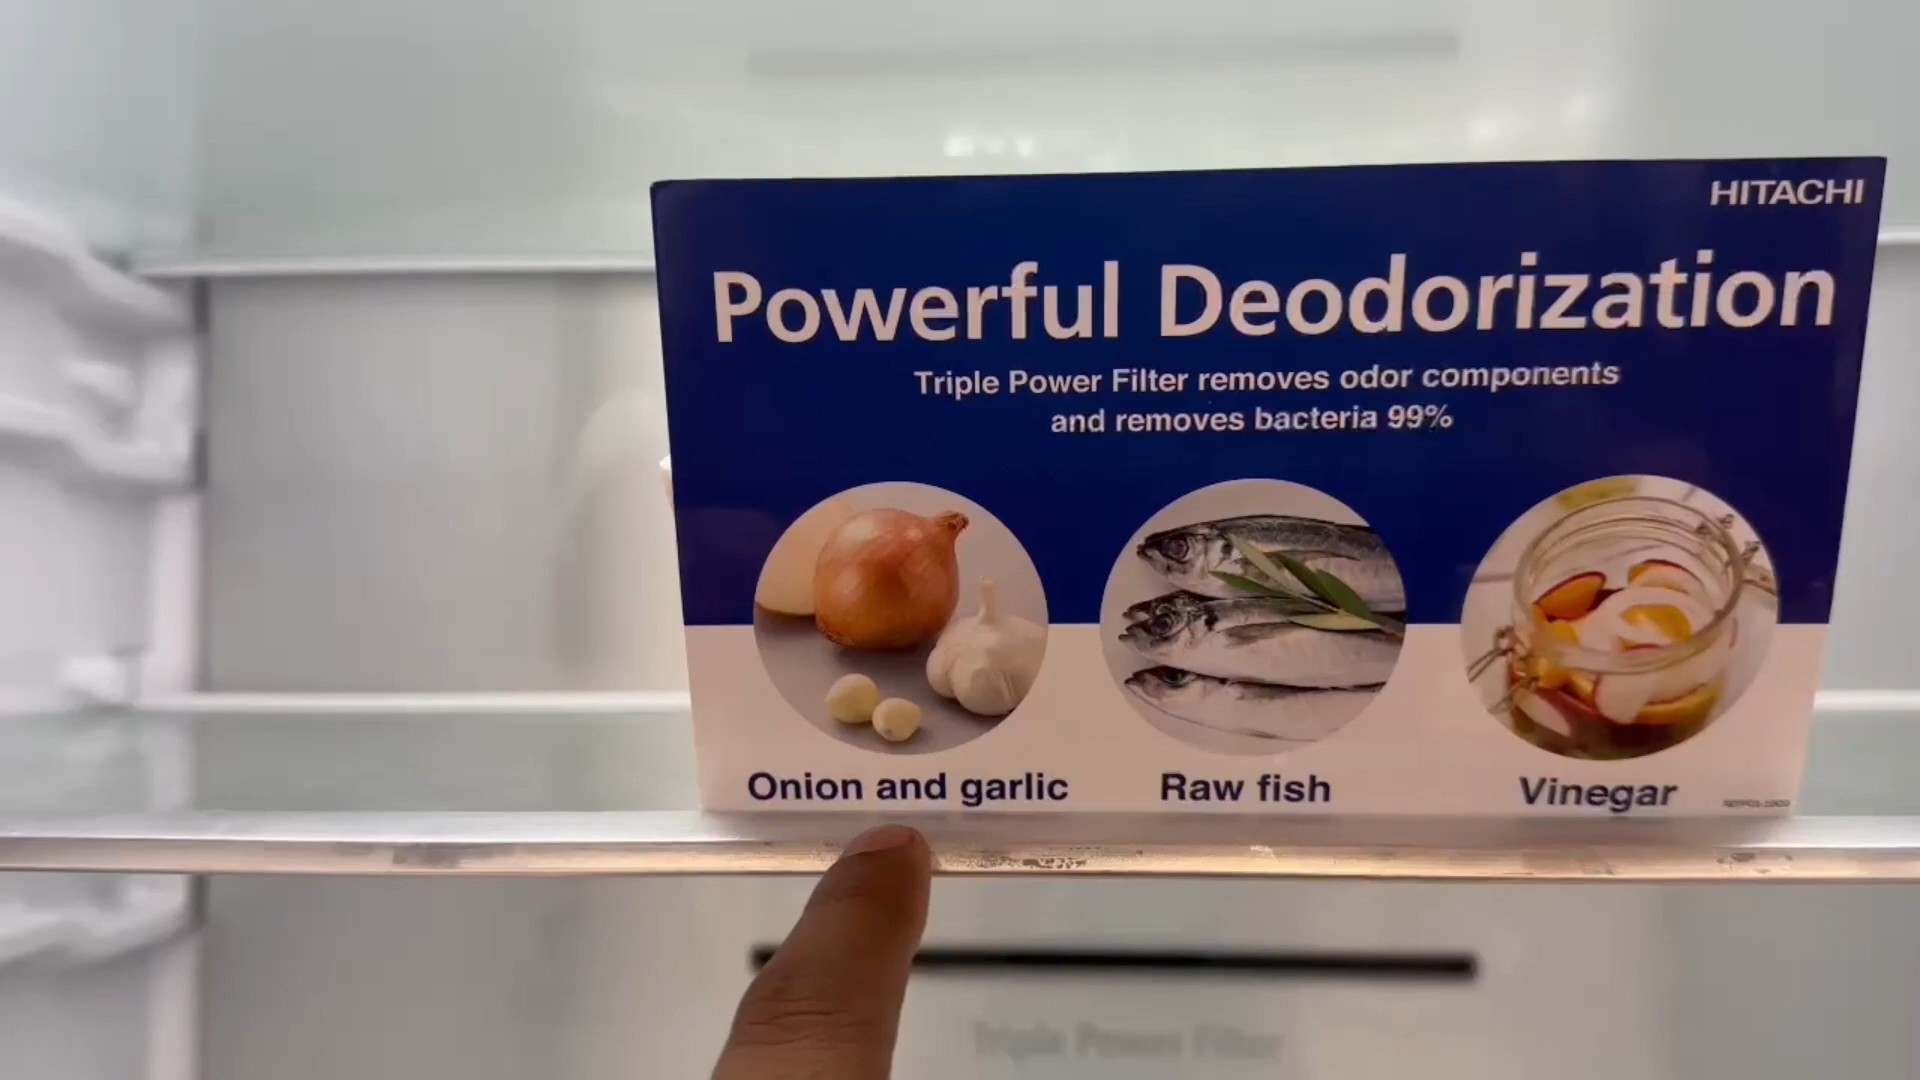 HITACHI
Powerful Deodorization
Triple Power Filter removes odor components
and removes bacteria 99%
Onion and garlic
Raw fish
Vinegar
Triple Power Filter